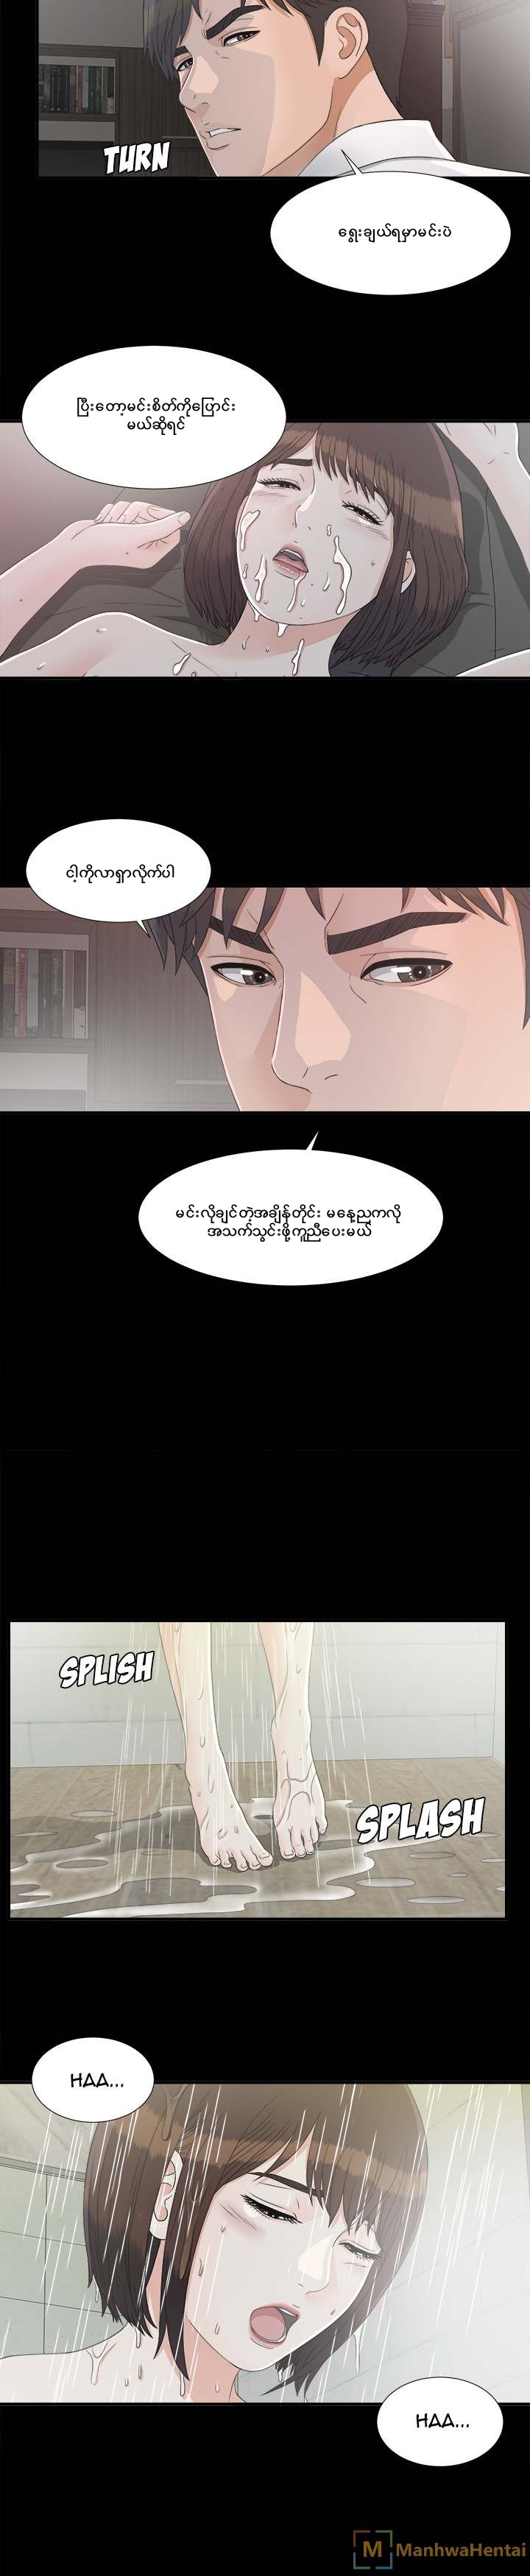 TURN
ရွေးချယ်ရမှာမင်းပဲ
ပြီးတော့မင်းစိတ်ကိုပြောင်း
မယ်ဆိုရင်
ငါ့ကိုလာရှာလိုက်ပါ
မင်းလိုချင်တဲ့အချိန်တိုင်း မနေ့ညကလို
အသက်သွင်းဖို့ကူညီပေးမယ်
SPLISH
SPLASH
HAA...
HAA...
M ManhwaHentai